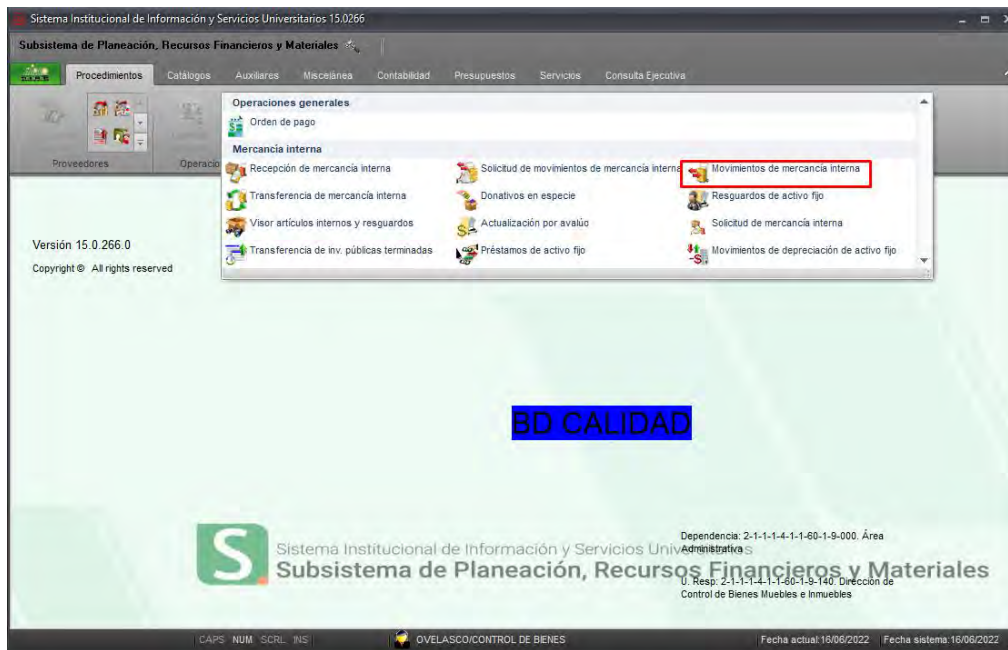 Sistema Institucional de Información y Servicios Universitarios 15.0266
Subsistema de Planeación, Recursos Financieros y Materiales
Procedimientos Catálogos Auxiliares Miscelánea Contabilidad Presupuestos Servicios Consulta Ejecutiva
Proveedores
Operacio
Operaciones generales
Orden de pago
Mercancia interna
Recepción de mercancía interna Solicitud de movimientos de mercancía interna Movimientos de mercancía interna
Transferencia de mercancía interna Donativos en especie Resguardos de activo fijo
Visor artículos internos y resguardos Actualización por avalúo Solicitud de mercancía interna
Transferencia de inv. públicas terminadas Préstamos de activo fijo Movimientos de depreciación de activo fijo
Versión 15.0.266.0
Copyright © All rights reserved
BD CALIDAD
Dependencia: 2-1-1-1-4-1-1-60-1-9-000. Área
Administrativa
Sistema Institucional de Información y Servicios
Subsistema de Planeación, Recursos Financieros y Materiales
U. Resp: 2-1-1-1-4-1-1-60-1-9-140. Dirección de
Control de Bienes Muebles e Inmuebles
CAPS NUM SCRL INS OVELASCO/CONTROL DE BIENES Fecha actual:16/06/2022 Fecha sistema:16/06/2022